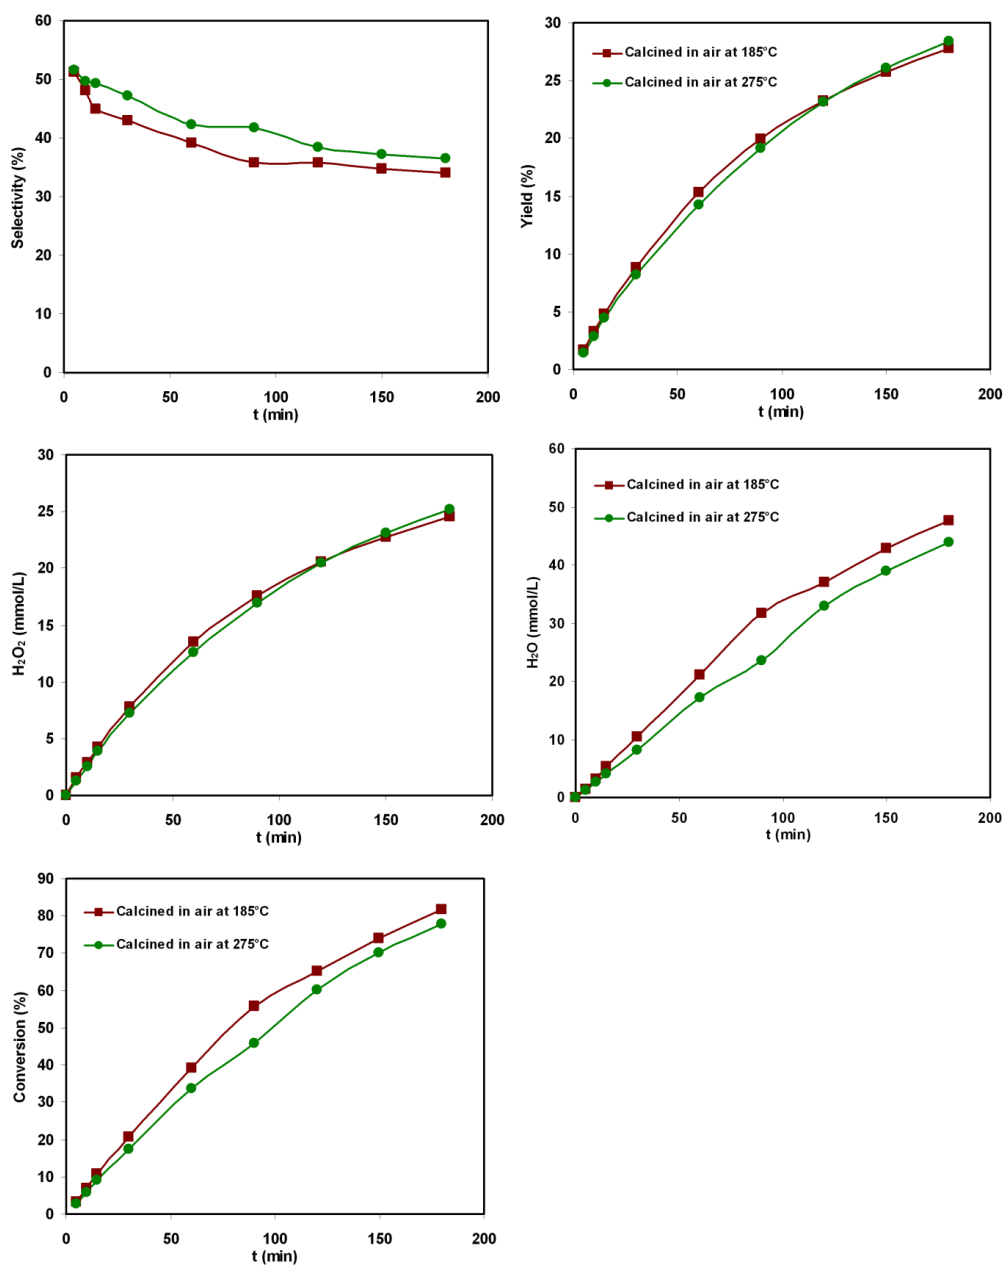 Selectivity (%)
60
50
40
30
20
10
0
0 50 100 150 200
t (min)
Yield (%)
30
25
20
15
10
5
0
Calcined in air at 185°C
Calcined in air at 275°C
0 50 100 150 200
t (min)
H₂O₂ (mmol/L)
30
25
20
15
10
5
0
0 50 100 150 200
t (min)
H₂O (mmol/L)
60
50
40
30
20
10
0
Calcined in air at 185°C
Calcined in air at 275°C
0 50 100 150 200
t (min)
Conversion (%)
90
80
70
60
50
40
30
20
10
0
Calcined in air at 185°C
Calcined in air at 275°C
0 50 100 150 200
t (min)